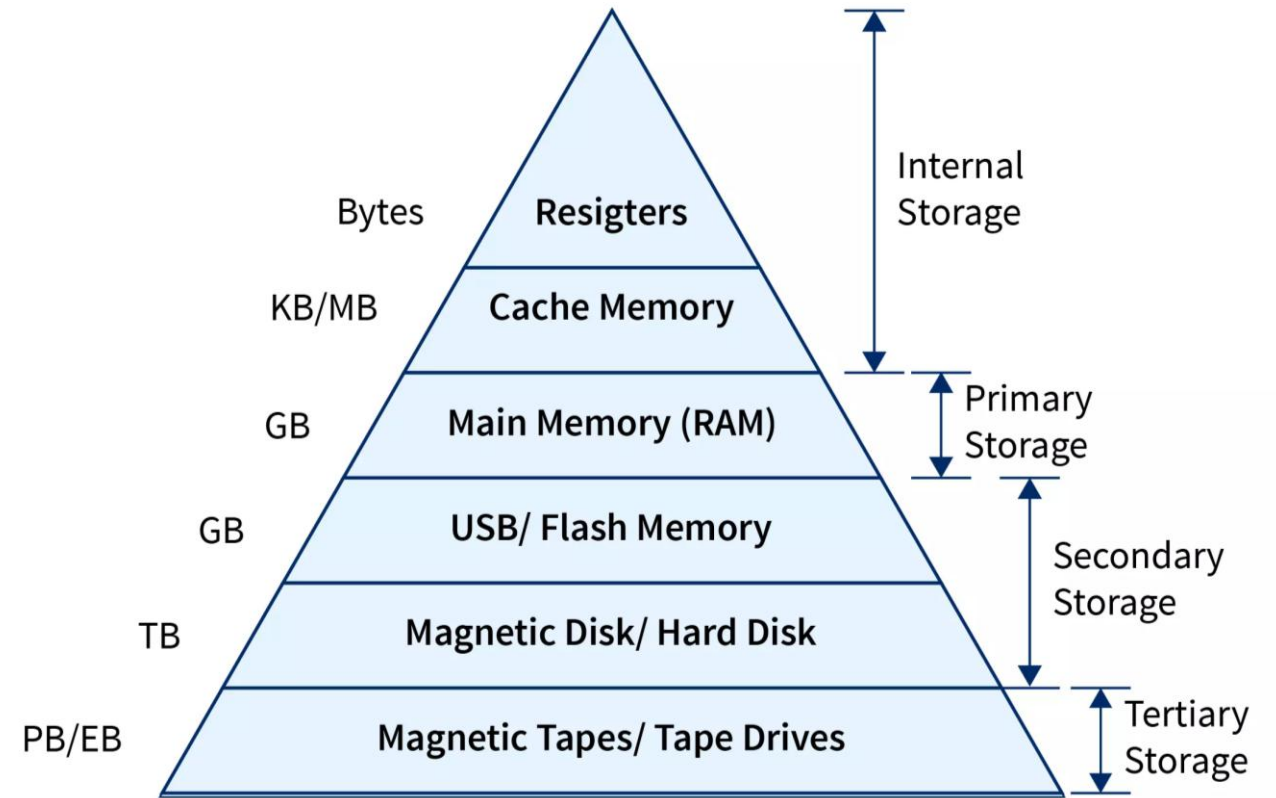 Internal
Storage
Bytes
Resigters
KB/MB
Cache Memory
Primary
Storage
GB
Main Memory (RAM)
GB
USB/ Flash Memory
Secondary
Storage
TB
Magnetic Disk/ Hard Disk
PB/EB
Magnetic Tapes/ Tape Drives
Tertiary
Storage